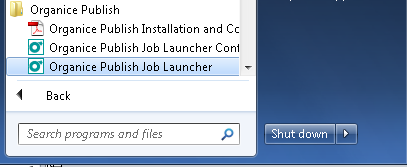 Organice Publish
Organice Publish Installation and Co
Organice Publish Job Launcher Conf
Organice Publish Job Launcher
Back
Search programs and files
Shut down